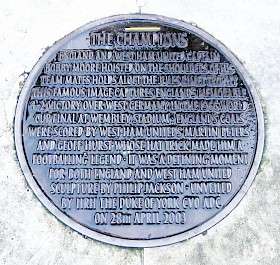 THE CHAMPIONS
ENGLAND AND WEST HAM UNITED CAPTAIN
BOBBY MOORE HOISTED ON THE SHOULDERS OF HIS
TEAM MATES HOLDS ALOFT THE JULES RIMET
THIS FAMOUS IMAGE CAPTURES ENGLAND'S MEMORABLE
VICTORY OVER WEST GERMANY IN THE 1966 WORLD
CUP FINAL AT WEMBLEY STADIUM. ENGLAND'S GOALS
WERE SCORED BY WEST HAM UNITED'S MARTIN PETERS
AND GEOFF HURST WHOSE HAT TRICK MADE HIM A
FOOTBALLING LEGEND. IT WAS A DEFINING MOMENT
FOR BOTH ENGLAND AND WEST HAM UNITED
SCULPTURE BY PHILIP JACKSON - UNVEILED
BY HRH THE DUKE OF YORK CVO ADC
ON 28TH APRIL 2003